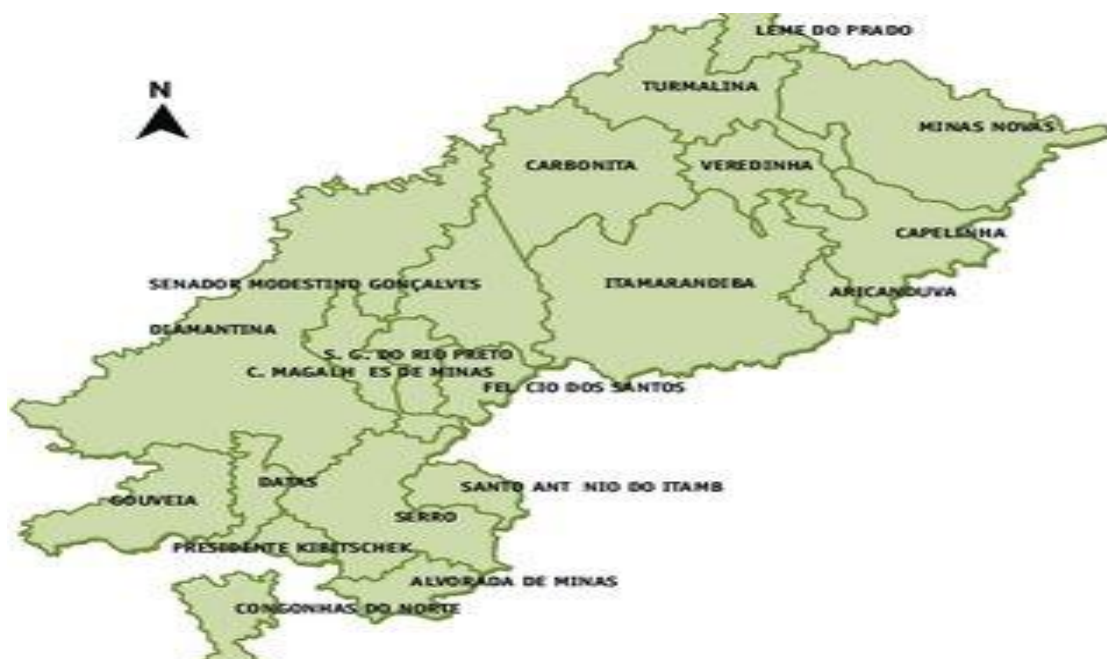 LEME DO PRADO
TURMALINA
N
MINAS NOVAS
CARBONITA
VEREDINHA
CAPELINHA
SENADOR MODESTINO GONÇALVES
ITAMARANDIBA
ARICANDUVA
DIAMANTINA
S. G. DO RIO PRETO
C. MAGALH ES DE MINAS
FEL CIO DOS SANTOS
DATAS
SANTO ANT NIO DO ITAMB
GOUVEIA
SERRO
PRESIDENTE KIBITSCHEK
ALVORADA DE MINAS
CONGONHAS DO NORTE